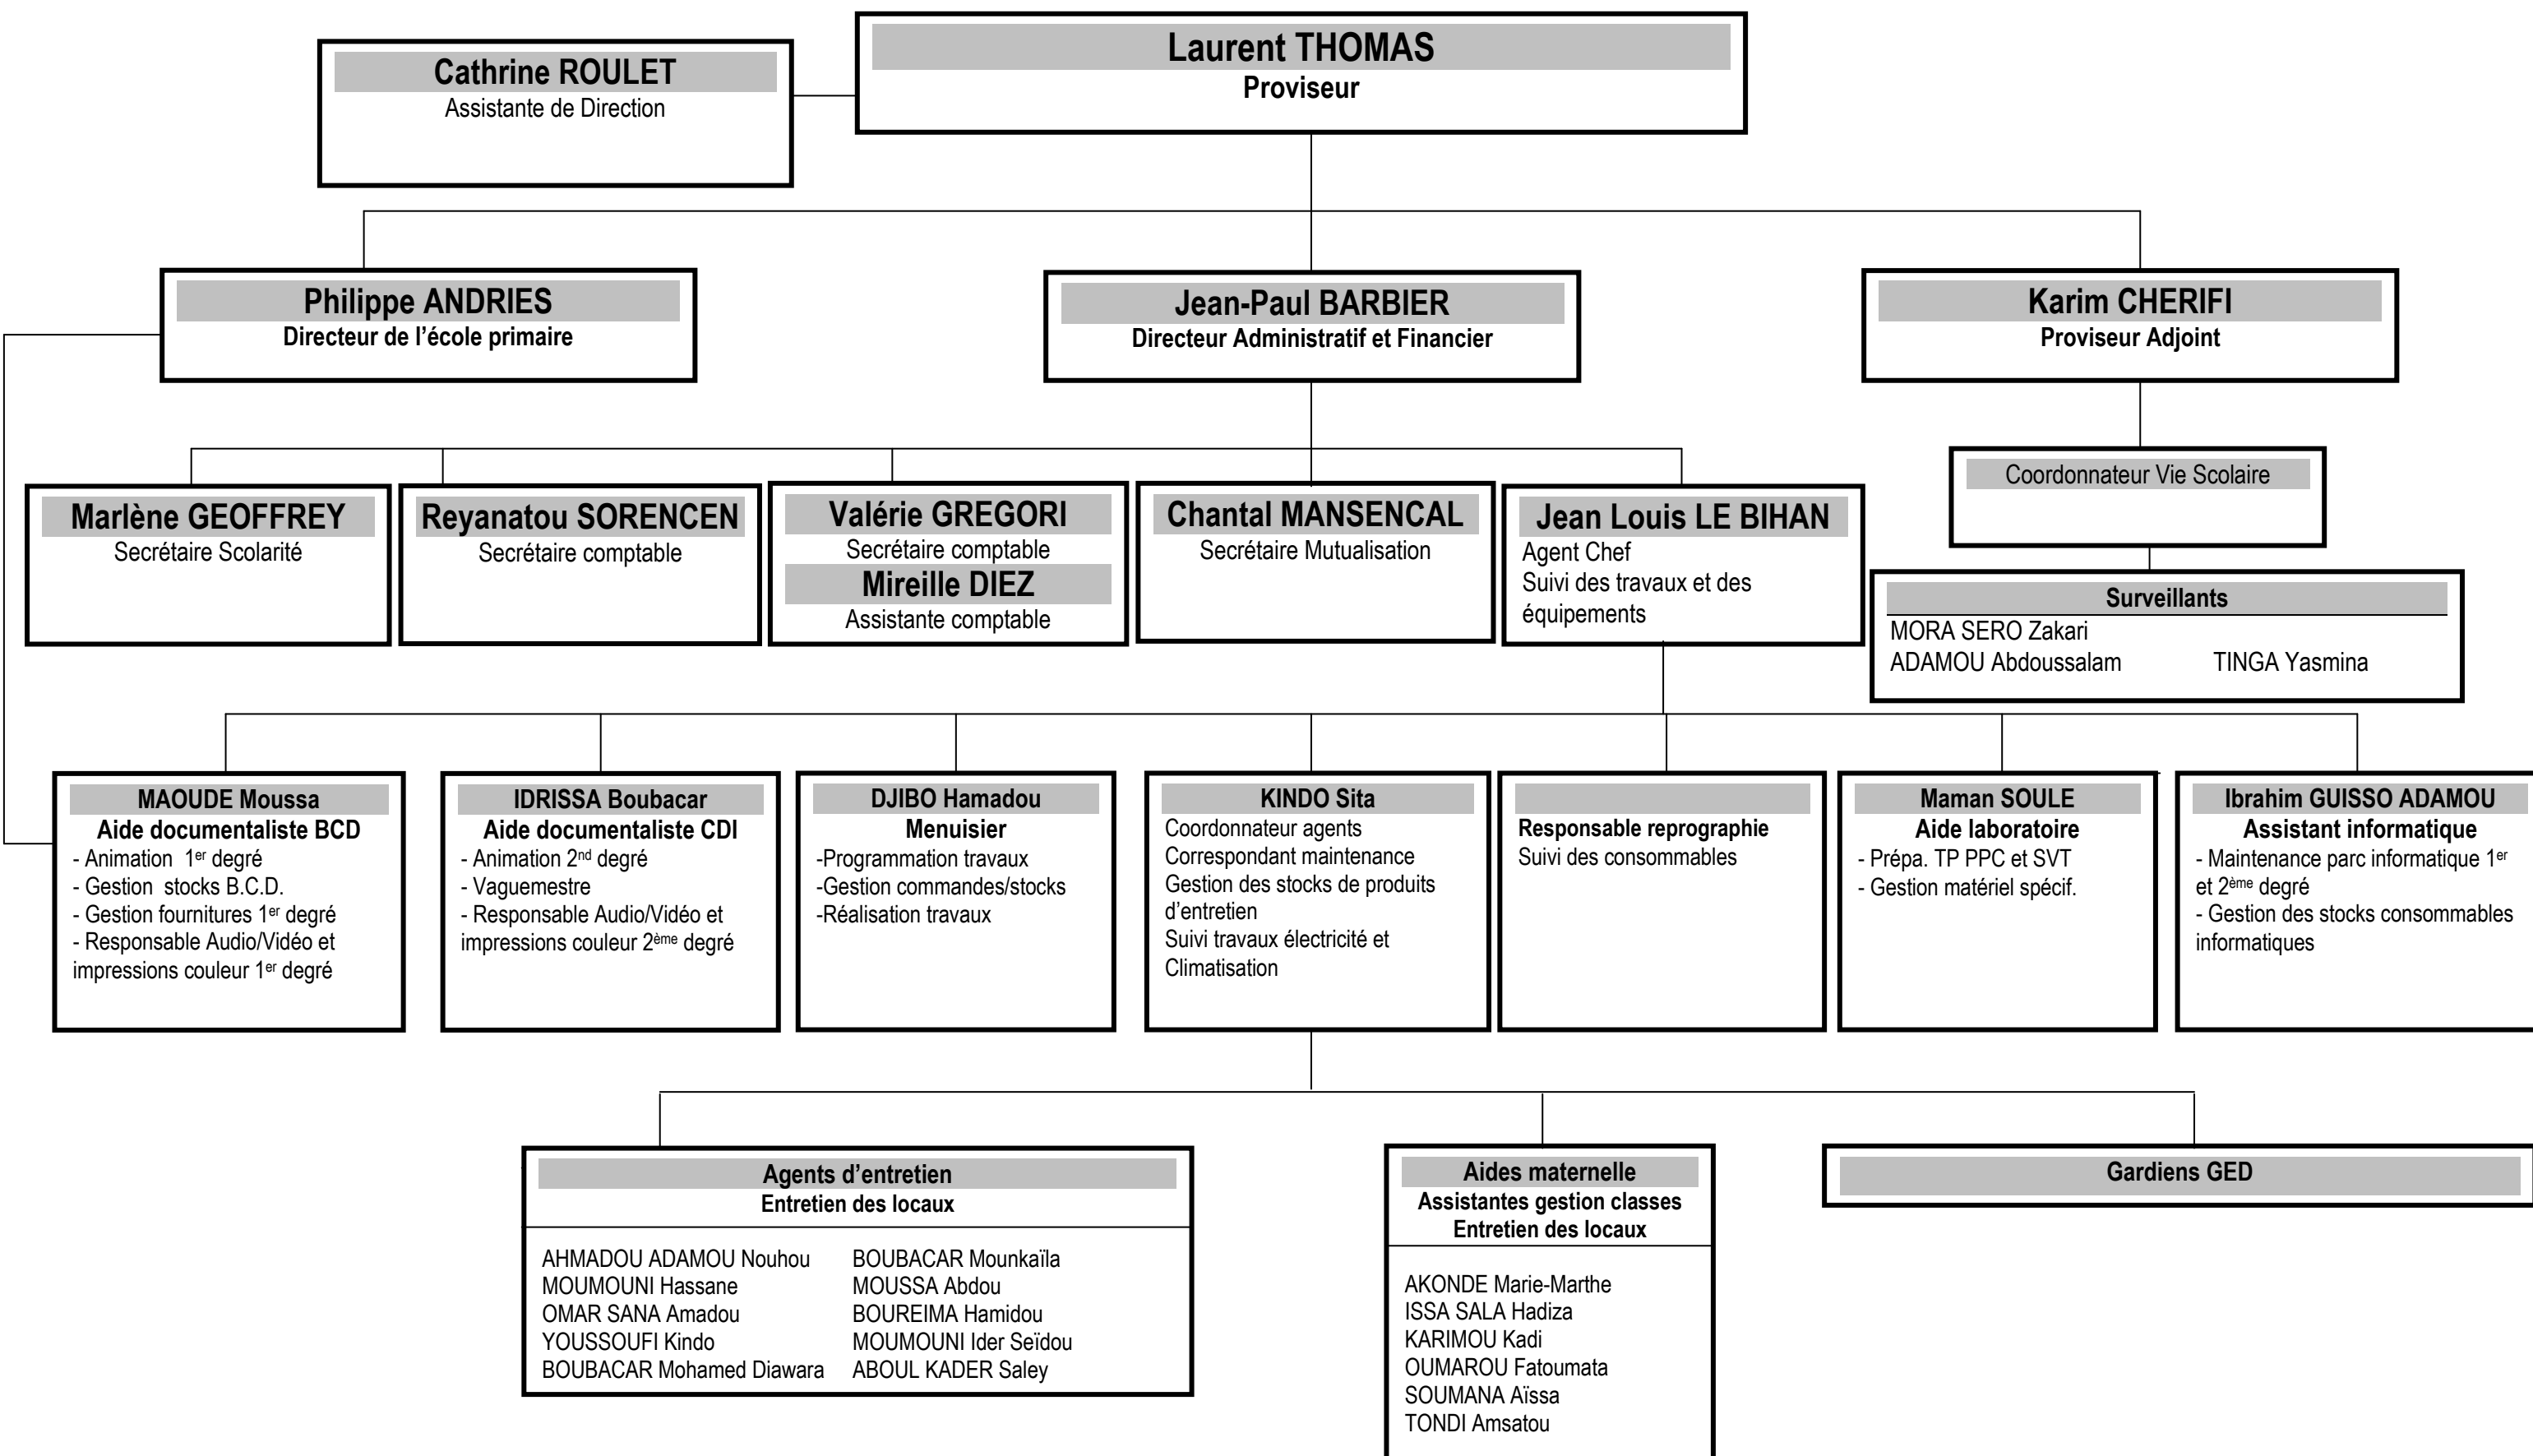 Laurent THOMAS
Proviseur
Cathrine ROULET
Assistante de Direction
Philippe ANDRIES
Directeur de l'école primaire
Jean-Paul BARBIER
Directeur Administratif et Financier
Karim CHERIFI
Proviseur Adjoint
Marlène GEOFFREY
Secrétaire Scolarité
Reyanatou SORENCEN
Secrétaire comptable
Valérie GREGORI
Secrétaire comptable
Mireille DIEZ
Assistante comptable
Chantal MANSENCAL
Secrétaire Mutualisation
Jean Louis LE BIHAN
Agent Chef
Suivi des travaux et des
équipements
Coordonnateur Vie Scolaire
Surveillants
MORA SERO Zakari
ADAMOU Abdoussalam TINGA Yasmina
MAOUDE Moussa
Aide documentaliste BCD
- Animation 1er degré
- Gestion stocks B.C.D.
- Gestion fournitures 1er degré
- Responsable Audio/Vidéo et
impressions couleur 1er degré
IDRISSA Boubacar
Aide documentaliste CDI
- Animation 2nd degré
- Vaguemestre
- Responsable Audio/Vidéo et
impressions couleur 2ème degré
DJIBO Hamadou
Menuisier
-Programmation travaux
-Gestion commandes/stocks
-Réalisation travaux
KINDO Sita
Coordonnateur agents
Correspondant maintenance
Gestion des stocks de produits
d'entretien
Suivi travaux électricité et
Climatisation
Responsable reprographie
Suivi des consommables
Maman SOULE
Aide laboratoire
- Prépa. TP PPC et SVT
- Gestion matériel spécif.
Ibrahim GUISSO ADAMOU
Assistant informatique
- Maintenance parc informatique 1er
et 2ème degré
- Gestion des stocks consommables
informatiques
Agents d'entretien
Entretien des locaux
AHMADOU ADAMOU Nouhou BOUBACAR Mounkaïla
MOUMOUNI Hassane MOUSSA Abdou
OMAR SANA Amadou BOUREIMA Hamidou
YOUSSOUFI Kindo MOUMOUNI Ider Seïdou
BOUBACAR Mohamed Diawara ABOUL KADER Saley
Aides maternelle
Assistantes gestion classes
Entretien des locaux
AKONDE Marie-Marthe
ISSA SALA Hadiza
KARIMOU Kadi
OUMAROU Fatoumata
SOUMANA Aïssa
TONDI Amsatou
Gardiens GED